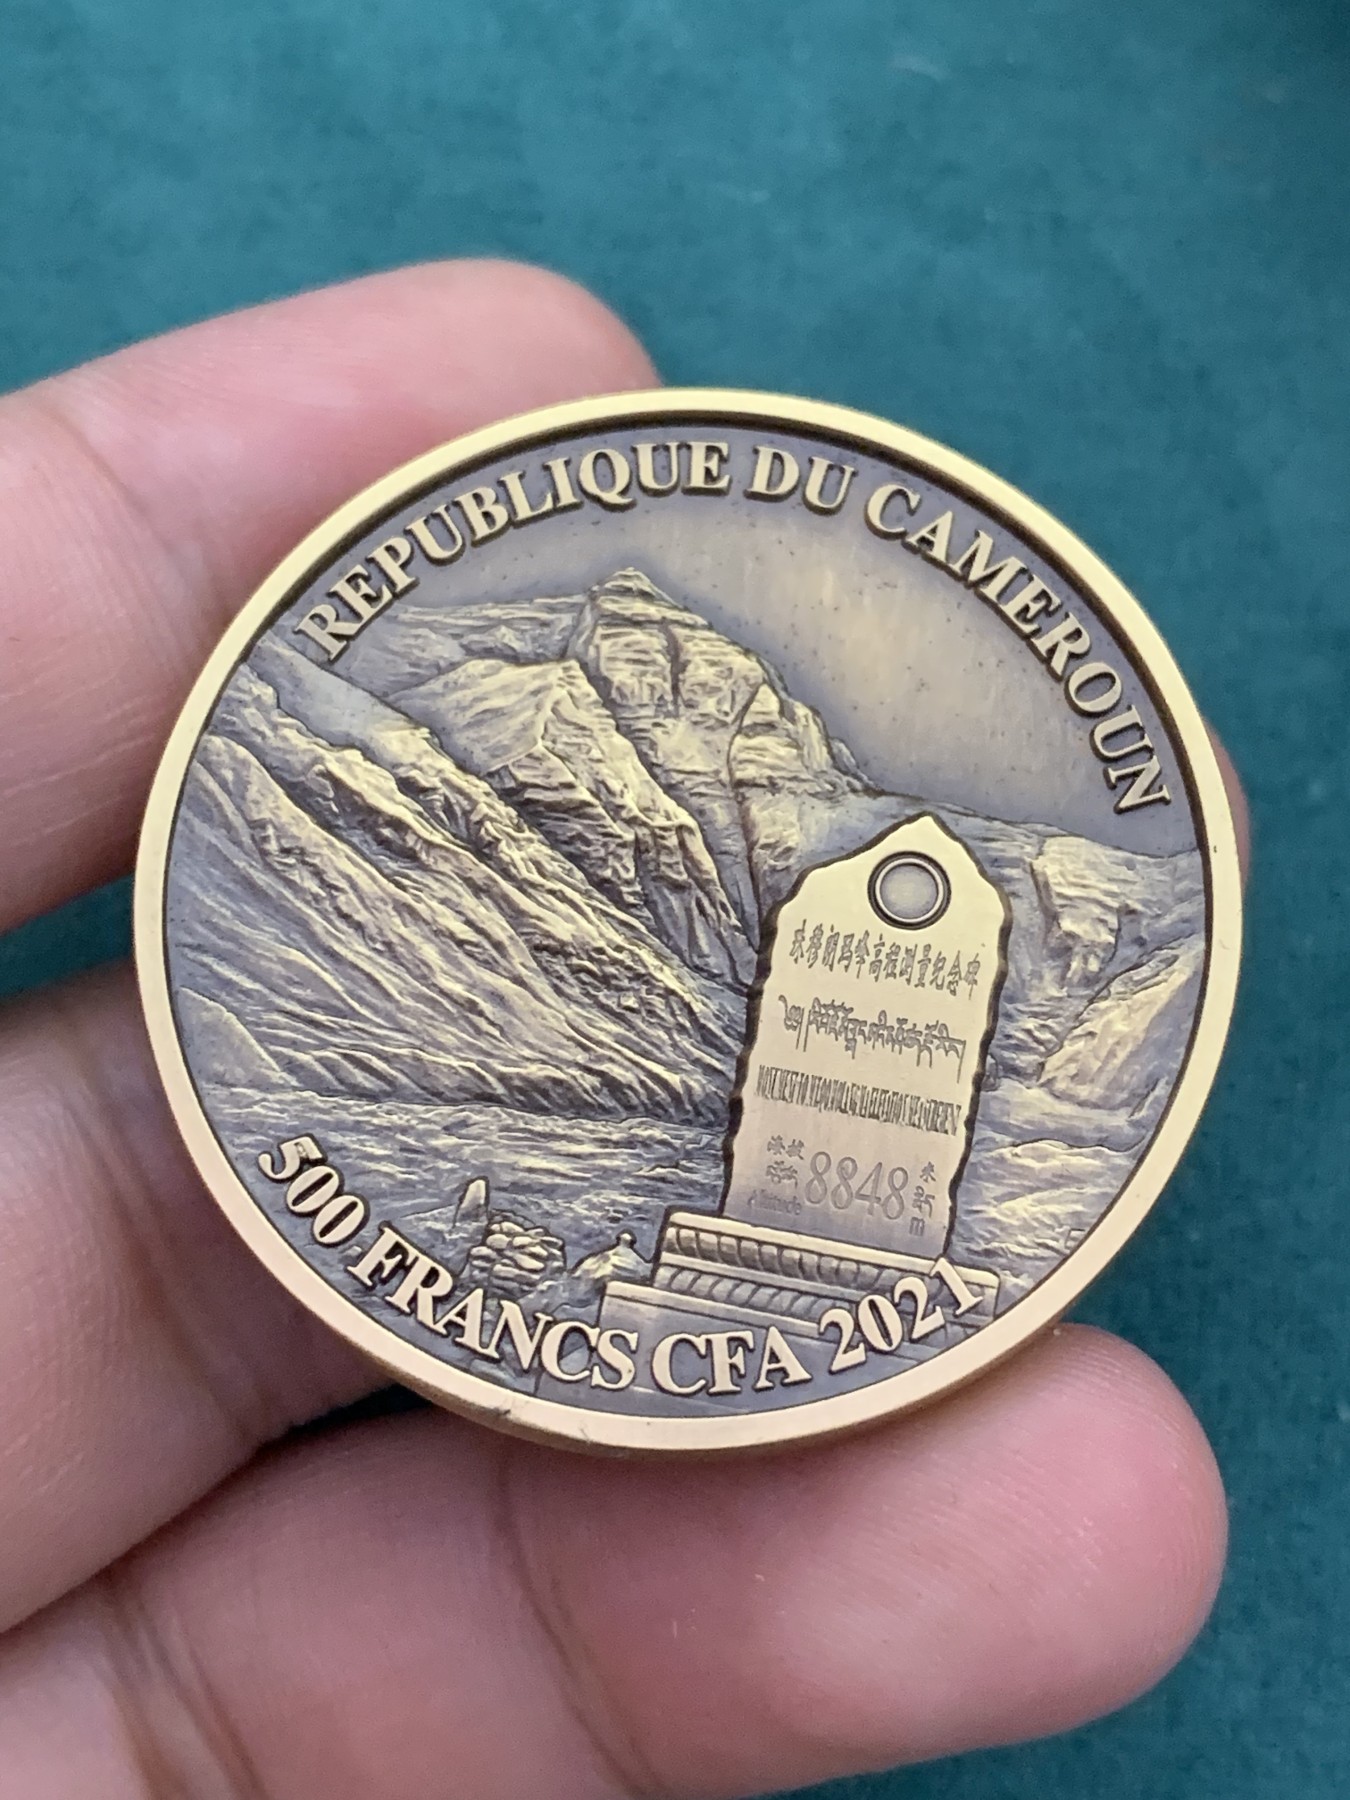 REPUBLIQUE DU CAMEROUN
珠穆朗玛峰高程测量纪念碑
海拔 8848 米
Altitude m
500 FRANCS CFA 2021